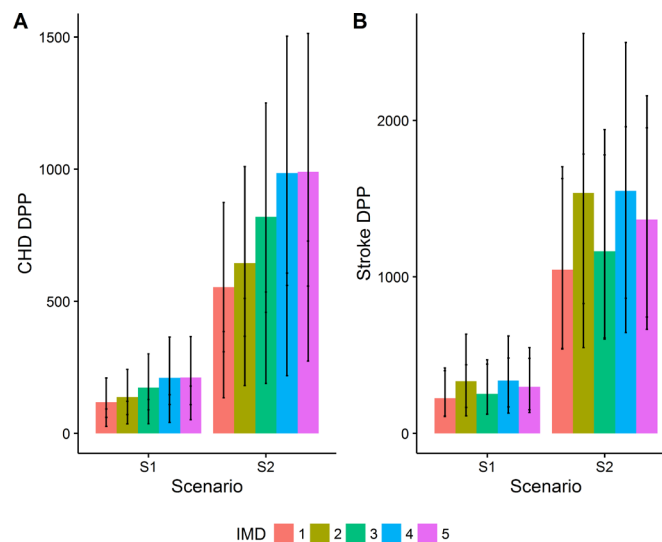 A
B
CHD DPP
1500
1000
500
0
S1 S2
Scenario
Stroke DPP
2000
1000
0
S1 S2
Scenario
IMD 1 2 3 4 5